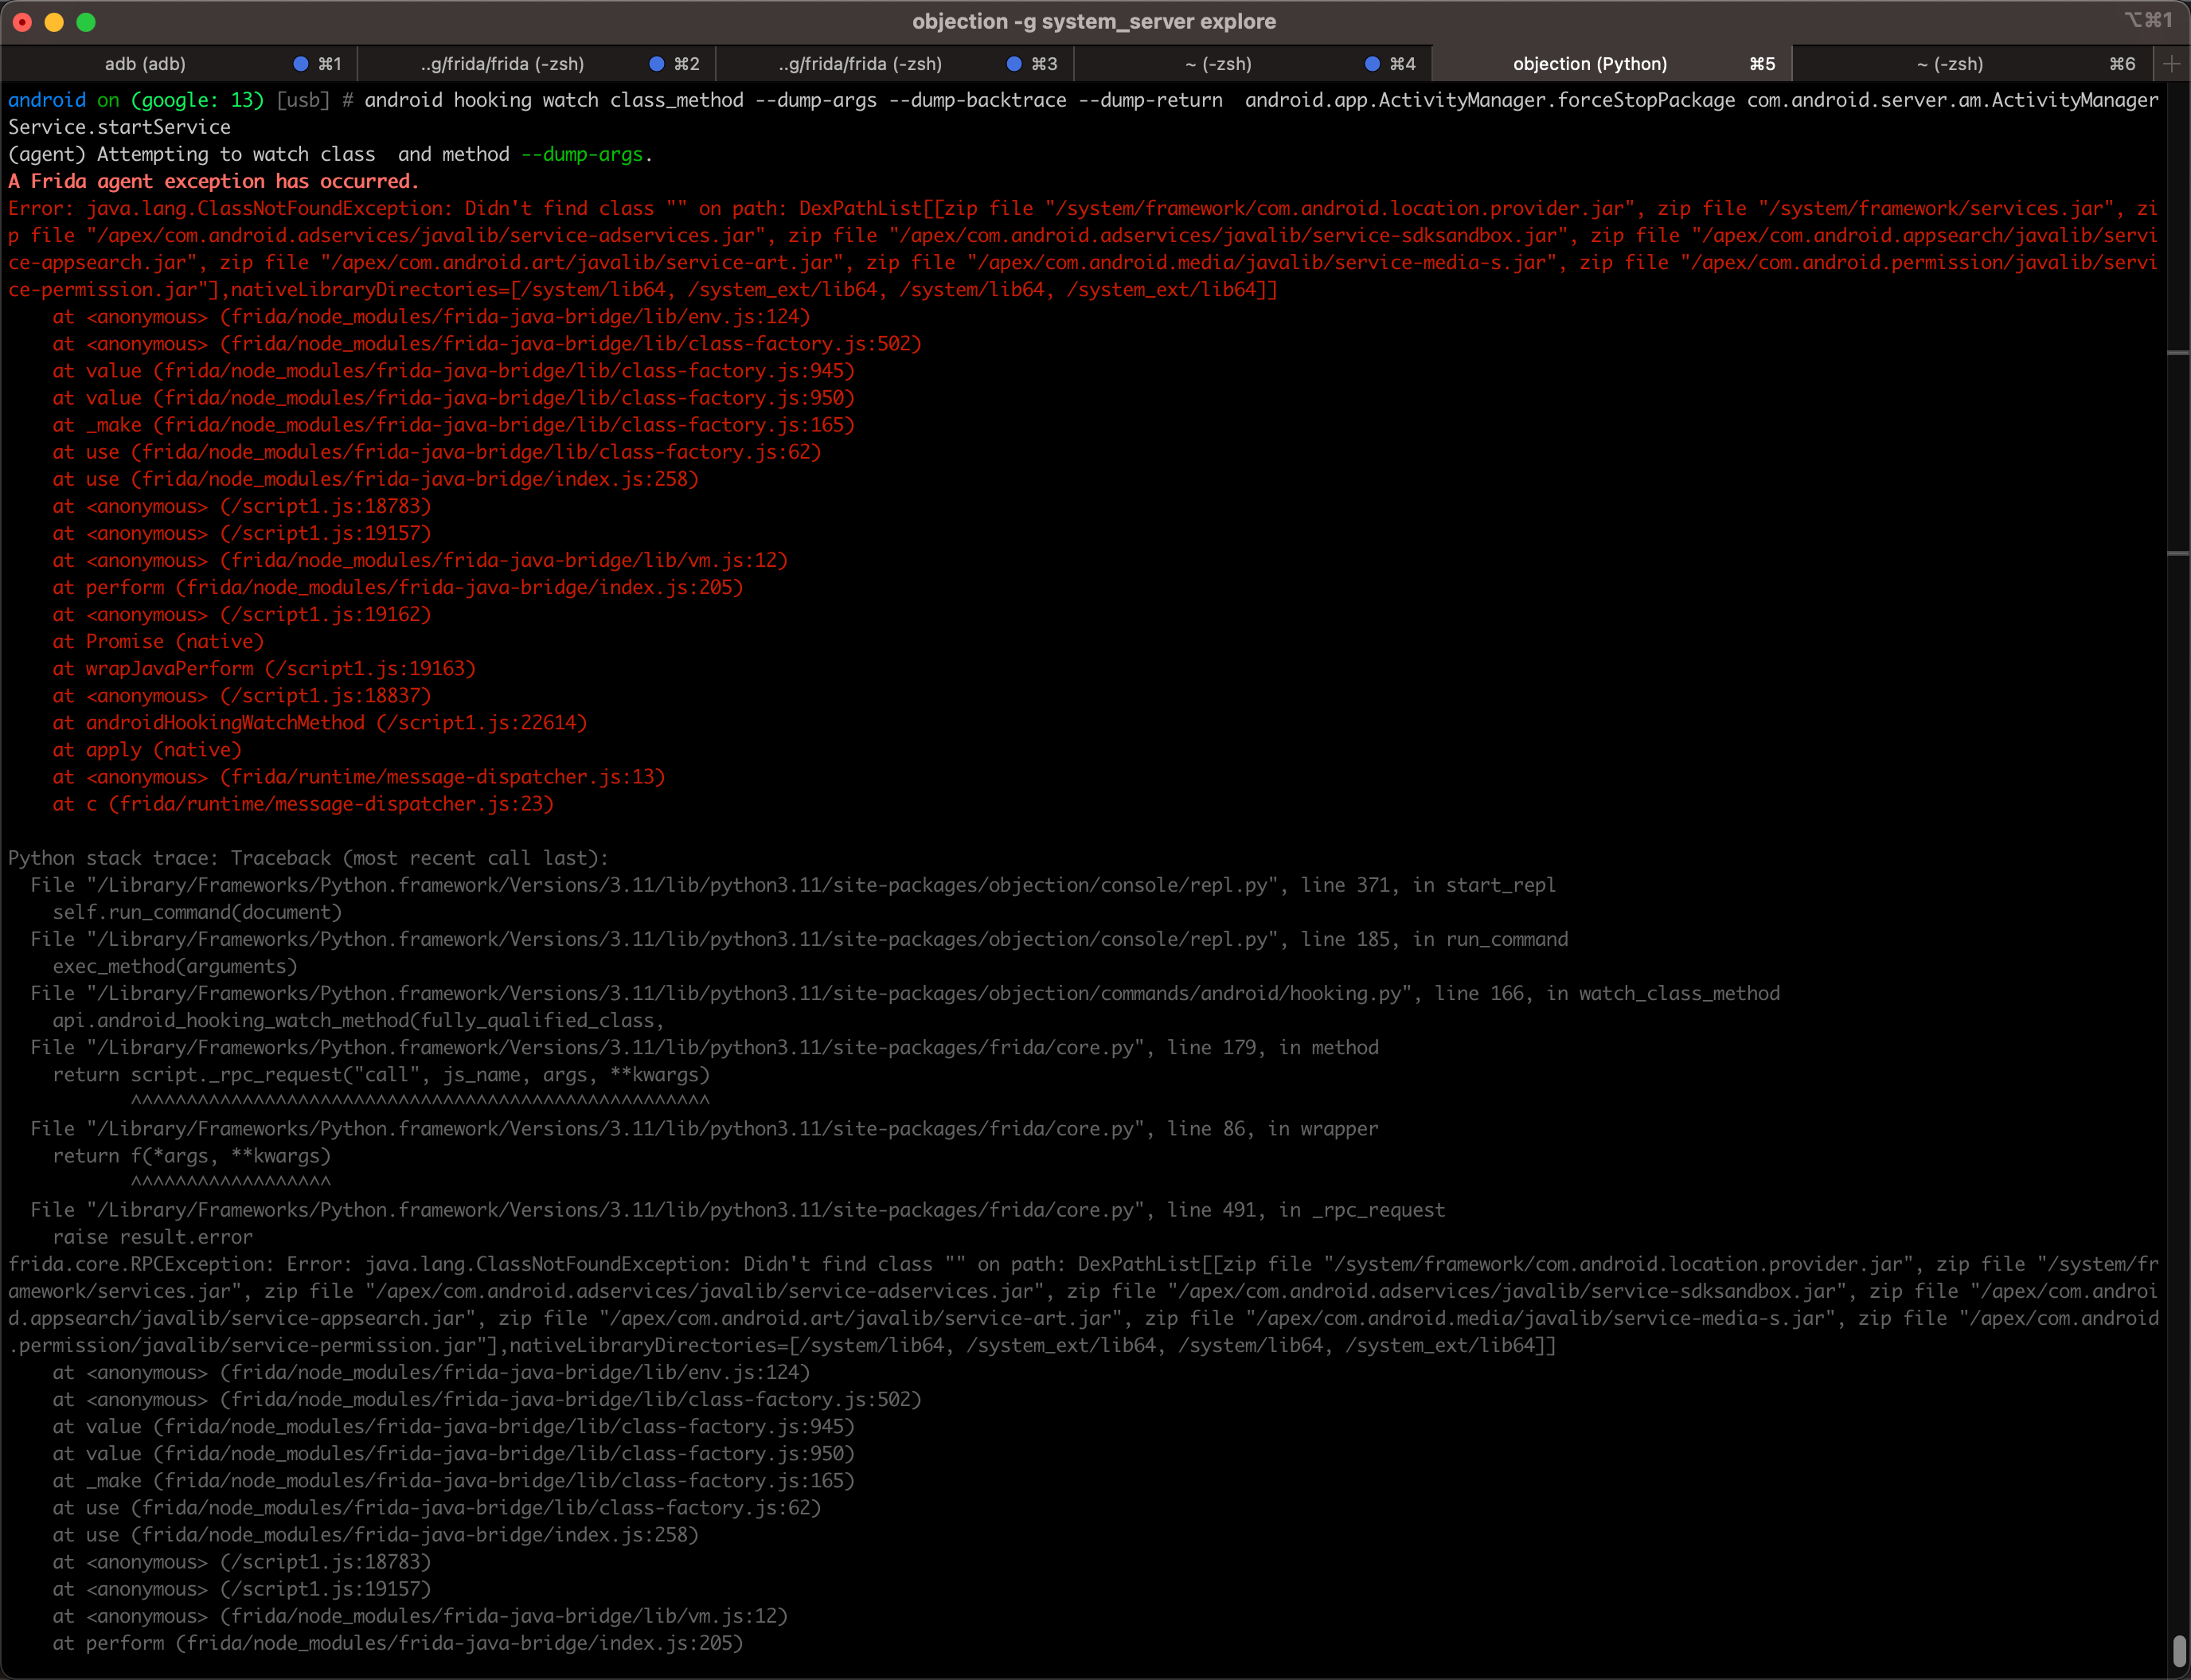 objection -g system_server explore
⌥⌘1
adb (adb) ⌘1 ..g/frida/frida (-zsh) ⌘2 ..g/frida/frida (-zsh) ⌘3 ~ (-zsh) ⌘4 objection (Python) ⌘5 ~ (-zsh) ⌘6 +
android on (google: 13) [usb] # android hooking watch class_method --dump-args --dump-backtrace --dump-return  android.app.ActivityManager.forceStopPackage com.android.server.am.ActivityManager
Service.startService
(agent) Attempting to watch class  and method --dump-args.
A Frida agent exception has occurred.
Error: java.lang.ClassNotFoundException: Didn't find class "" on path: DexPathList[[zip file "/system/framework/com.android.location.provider.jar", zip file "/system/framework/services.jar", zi
p file "/apex/com.android.adservices/javalib/service-adservices.jar", zip file "/apex/com.android.adservices/javalib/service-sdksandbox.jar", zip file "/apex/com.android.appsearch/javalib/servi
ce-appsearch.jar", zip file "/apex/com.android.art/javalib/service-art.jar", zip file "/apex/com.android.media/javalib/service-media-s.jar", zip file "/apex/com.android.permission/javalib/servi
ce-permission.jar"],nativeLibraryDirectories=[/system/lib64, /system_ext/lib64, /system/lib64, /system_ext/lib64]]
    at <anonymous> (frida/node_modules/frida-java-bridge/lib/env.js:124)
    at <anonymous> (frida/node_modules/frida-java-bridge/lib/class-factory.js:502)
    at value (frida/node_modules/frida-java-bridge/lib/class-factory.js:945)
    at value (frida/node_modules/frida-java-bridge/lib/class-factory.js:950)
    at _make (frida/node_modules/frida-java-bridge/lib/class-factory.js:165)
    at use (frida/node_modules/frida-java-bridge/lib/class-factory.js:62)
    at use (frida/node_modules/frida-java-bridge/index.js:258)
    at <anonymous> (/script1.js:18783)
    at <anonymous> (/script1.js:19157)
    at <anonymous> (frida/node_modules/frida-java-bridge/lib/vm.js:12)
    at perform (frida/node_modules/frida-java-bridge/index.js:205)
    at <anonymous> (/script1.js:19162)
    at Promise (native)
    at wrapJavaPerform (/script1.js:19163)
    at <anonymous> (/script1.js:18837)
    at androidHookingWatchMethod (/script1.js:22614)
    at apply (native)
    at <anonymous> (frida/runtime/message-dispatcher.js:13)
    at c (frida/runtime/message-dispatcher.js:23)
Python stack trace: Traceback (most recent call last):
  File "/Library/Frameworks/Python.framework/Versions/3.11/lib/python3.11/site-packages/objection/console/repl.py", line 371, in start_repl
    self.run_command(document)
  File "/Library/Frameworks/Python.framework/Versions/3.11/lib/python3.11/site-packages/objection/console/repl.py", line 185, in run_command
    exec_method(arguments)
  File "/Library/Frameworks/Python.framework/Versions/3.11/lib/python3.11/site-packages/objection/commands/android/hooking.py", line 166, in watch_class_method
    api.android_hooking_watch_method(fully_qualified_class,
  File "/Library/Frameworks/Python.framework/Versions/3.11/lib/python3.11/site-packages/frida/core.py", line 179, in method
    return script._rpc_request("call", js_name, args, **kwargs)
           ^^^^^^^^^^^^^^^^^^^^^^^^^^^^^^^^^^^^^^^^^^^^^^^^^^^^
  File "/Library/Frameworks/Python.framework/Versions/3.11/lib/python3.11/site-packages/frida/core.py", line 86, in wrapper
    return f(*args, **kwargs)
           ^^^^^^^^^^^^^^^^^^
  File "/Library/Frameworks/Python.framework/Versions/3.11/lib/python3.11/site-packages/frida/core.py", line 491, in _rpc_request
    raise result.error
frida.core.RPCException: Error: java.lang.ClassNotFoundException: Didn't find class "" on path: DexPathList[[zip file "/system/framework/com.android.location.provider.jar", zip file "/system/fr
amework/services.jar", zip file "/apex/com.android.adservices/javalib/service-adservices.jar", zip file "/apex/com.android.adservices/javalib/service-sdksandbox.jar", zip file "/apex/com.androi
d.appsearch/javalib/service-appsearch.jar", zip file "/apex/com.android.art/javalib/service-art.jar", zip file "/apex/com.android.media/javalib/service-media-s.jar", zip file "/apex/com.android
.permission/javalib/service-permission.jar"],nativeLibraryDirectories=[/system/lib64, /system_ext/lib64, /system/lib64, /system_ext/lib64]]
    at <anonymous> (frida/node_modules/frida-java-bridge/lib/env.js:124)
    at <anonymous> (frida/node_modules/frida-java-bridge/lib/class-factory.js:502)
    at value (frida/node_modules/frida-java-bridge/lib/class-factory.js:945)
    at value (frida/node_modules/frida-java-bridge/lib/class-factory.js:950)
    at _make (frida/node_modules/frida-java-bridge/lib/class-factory.js:165)
    at use (frida/node_modules/frida-java-bridge/lib/class-factory.js:62)
    at use (frida/node_modules/frida-java-bridge/index.js:258)
    at <anonymous> (/script1.js:18783)
    at <anonymous> (/script1.js:19157)
    at <anonymous> (frida/node_modules/frida-java-bridge/lib/vm.js:12)
    at perform (frida/node_modules/frida-java-bridge/index.js:205)